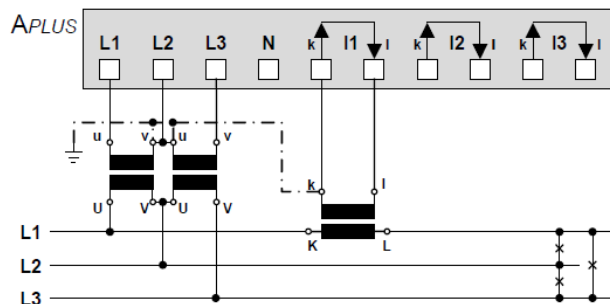 APLUS
L1 L2 L3 N k I1 l k I2 l k I3 l
u v u v
k l
U V U V
L1 K L
L2
L3